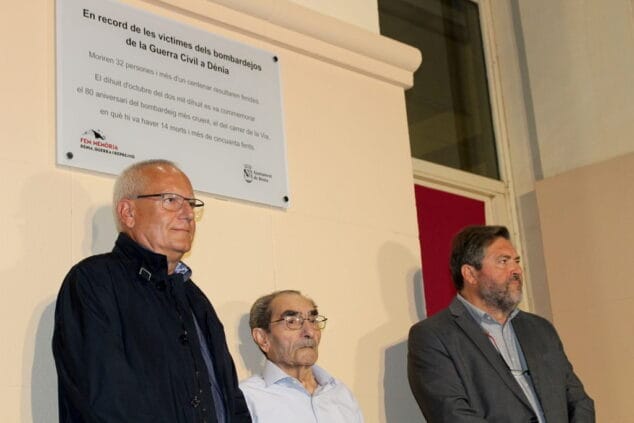 En record de les víctimes dels bombardejos
de la Guerra Civil a Dénia
Moriren 32 persones i més d'un centenar resultaren ferides.
El dihuit d'octubre del dos mil dihuit es va commemorar
el 80 aniversari del bombardeig més cruent, el del carrer de la Via,
en què hi va haver 14 morts i més de cinquanta ferits.
FEM MEMÒRIA
DÉNIA, GUERRA I REPRESSIÓ
Ajuntament
de Dénia